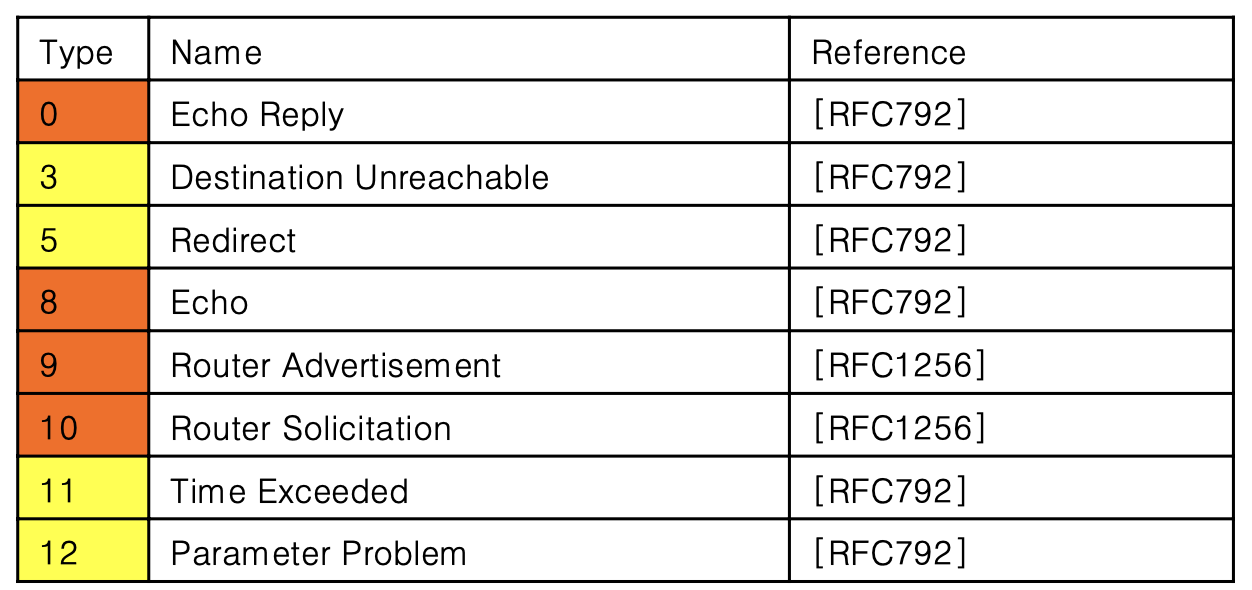 Type Name Reference
0 Echo Reply [RFC792]
3 Destination Unreachable [RFC792]
5 Redirect [RFC792]
8 Echo [RFC792]
9 Router Advertisement [RFC1256]
10 Router Solicitation [RFC1256]
11 Time Exceeded [RFC792]
12 Parameter Problem [RFC792]